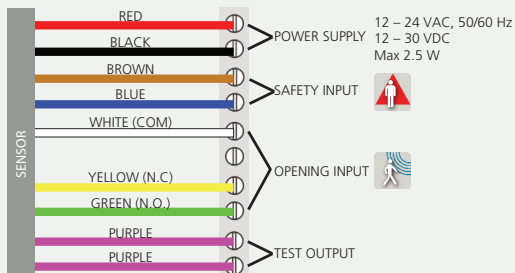 RED
BLACK
POWER SUPPLY
12 – 24 VAC, 50/60 Hz
12 – 30 VDC
Max 2.5 W
BROWN
BLUE
SAFETY INPUT
WHITE (COM)
SENSOR
YELLOW (N.C)
GREEN (N.O.)
OPENING INPUT
PURPLE
PURPLE
TEST OUTPUT